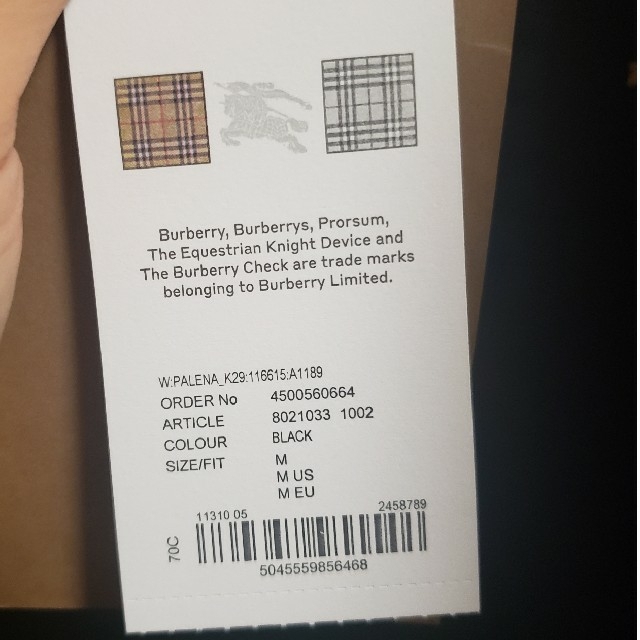 Burberry, Burberrys, Prorsum,
The Equestrian Knight Device and
The Burberry Check are trade marks
belonging to Burberry Limited.
W:PALENA_K29:116615:A1189
ORDER No 4500560664
ARTICLE 8021033 1002
COLOUR BLACK
SIZE/FIT M
M US
M EU
11310 05 2458789
70C
5045559856468